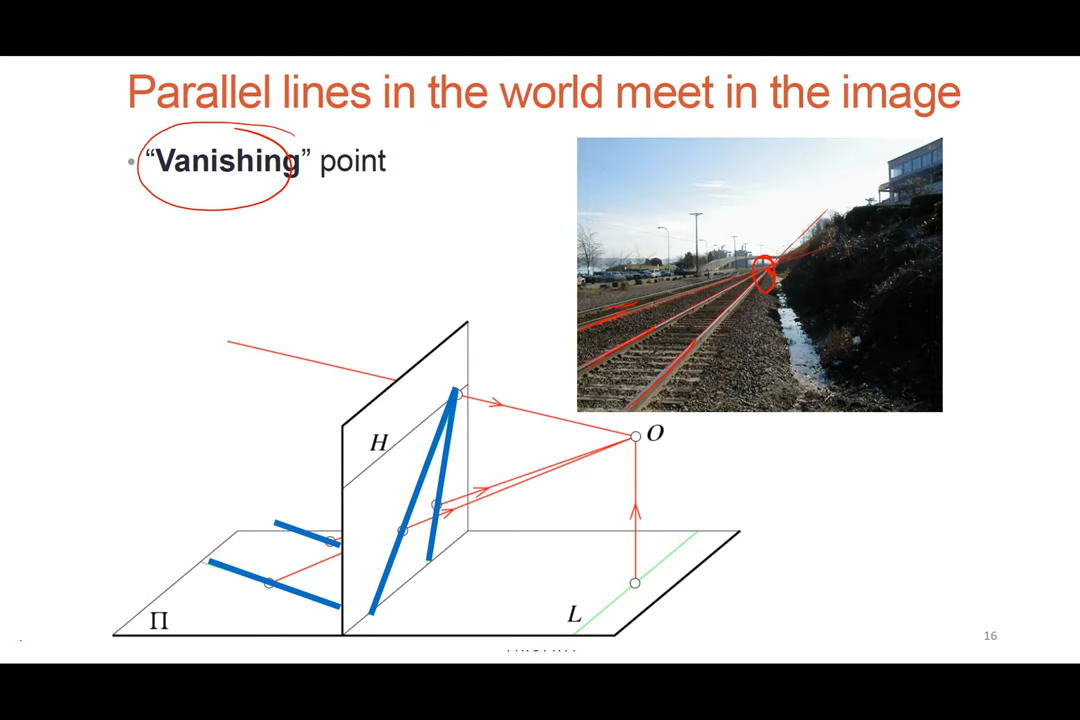 Parallel lines in the world meet in the image
• “Vanishing” point
H
O
L
Π
16